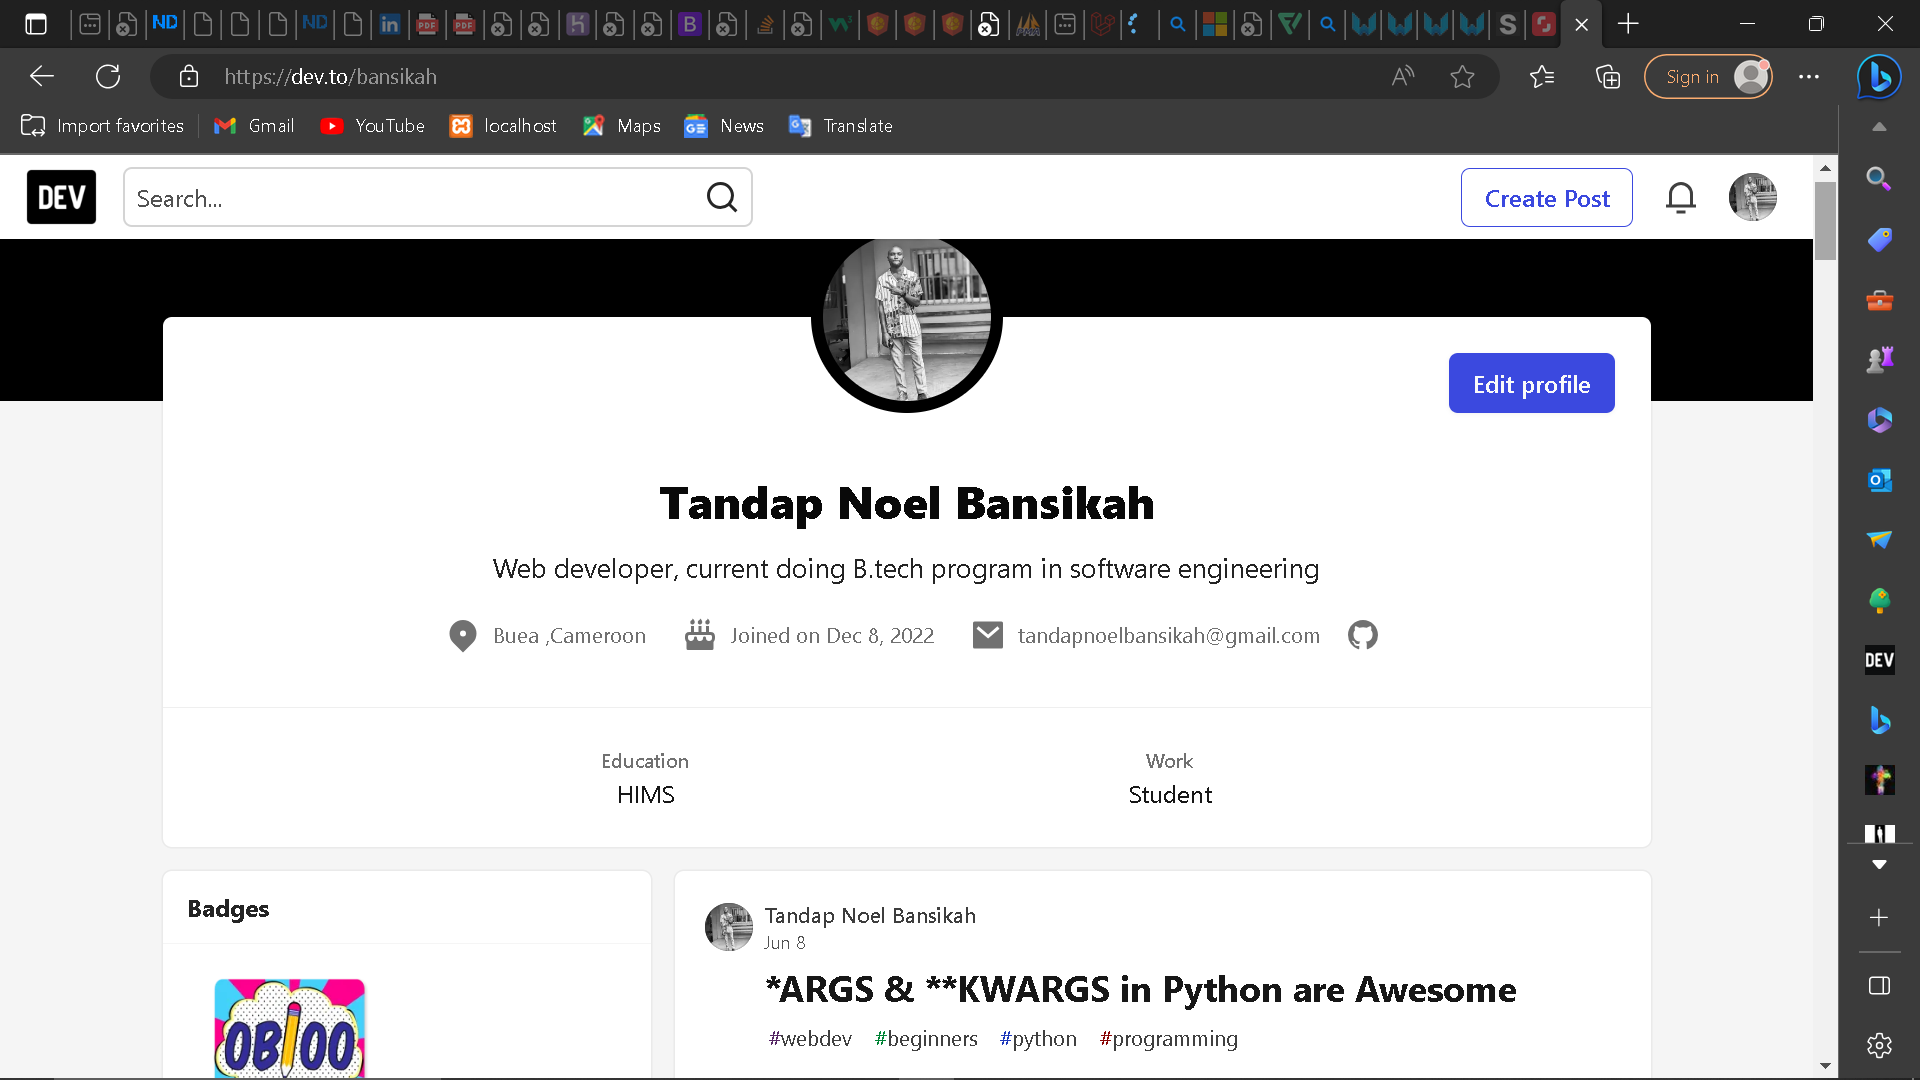 ND
ND
in
PDF
PDF
B
S
https://dev.to/bansikah
Sign in
Import favorites
Gmail
YouTube
localhost
Maps
News
Translate
DEV
Search...
Create Post
Edit profile
Tandap Noel Bansikah
Web developer, current doing B.tech program in software engineering
Buea ,Cameroon
Joined on Dec 8, 2022
tandapnoelbansikah@gmail.com
Education
HIMS
Work
Student
Badges
Tandap Noel Bansikah
Jun 8
*ARGS & **KWARGS in Python are Awesome
#webdev #beginners #python #programming
DEV